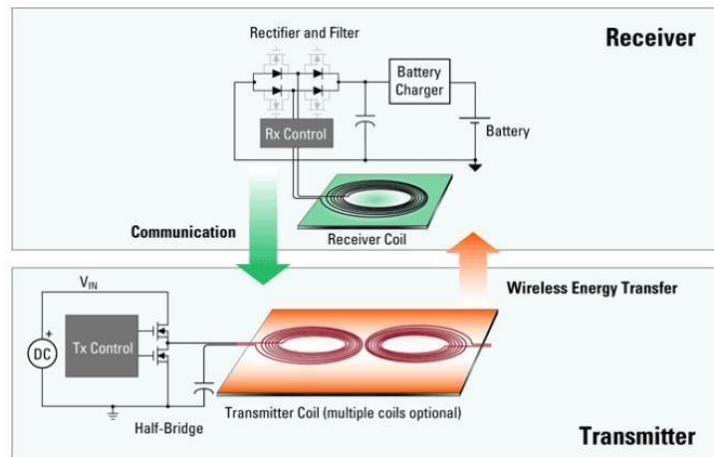 Receiver
Rectifier and Filter
Battery
Charger
Rx Control
Battery
Communication
Receiver Coil
Wireless Energy Transfer
VIN
+
DC
Tx Control
Half-Bridge
Transmitter Coil (multiple coils optional)
Transmitter